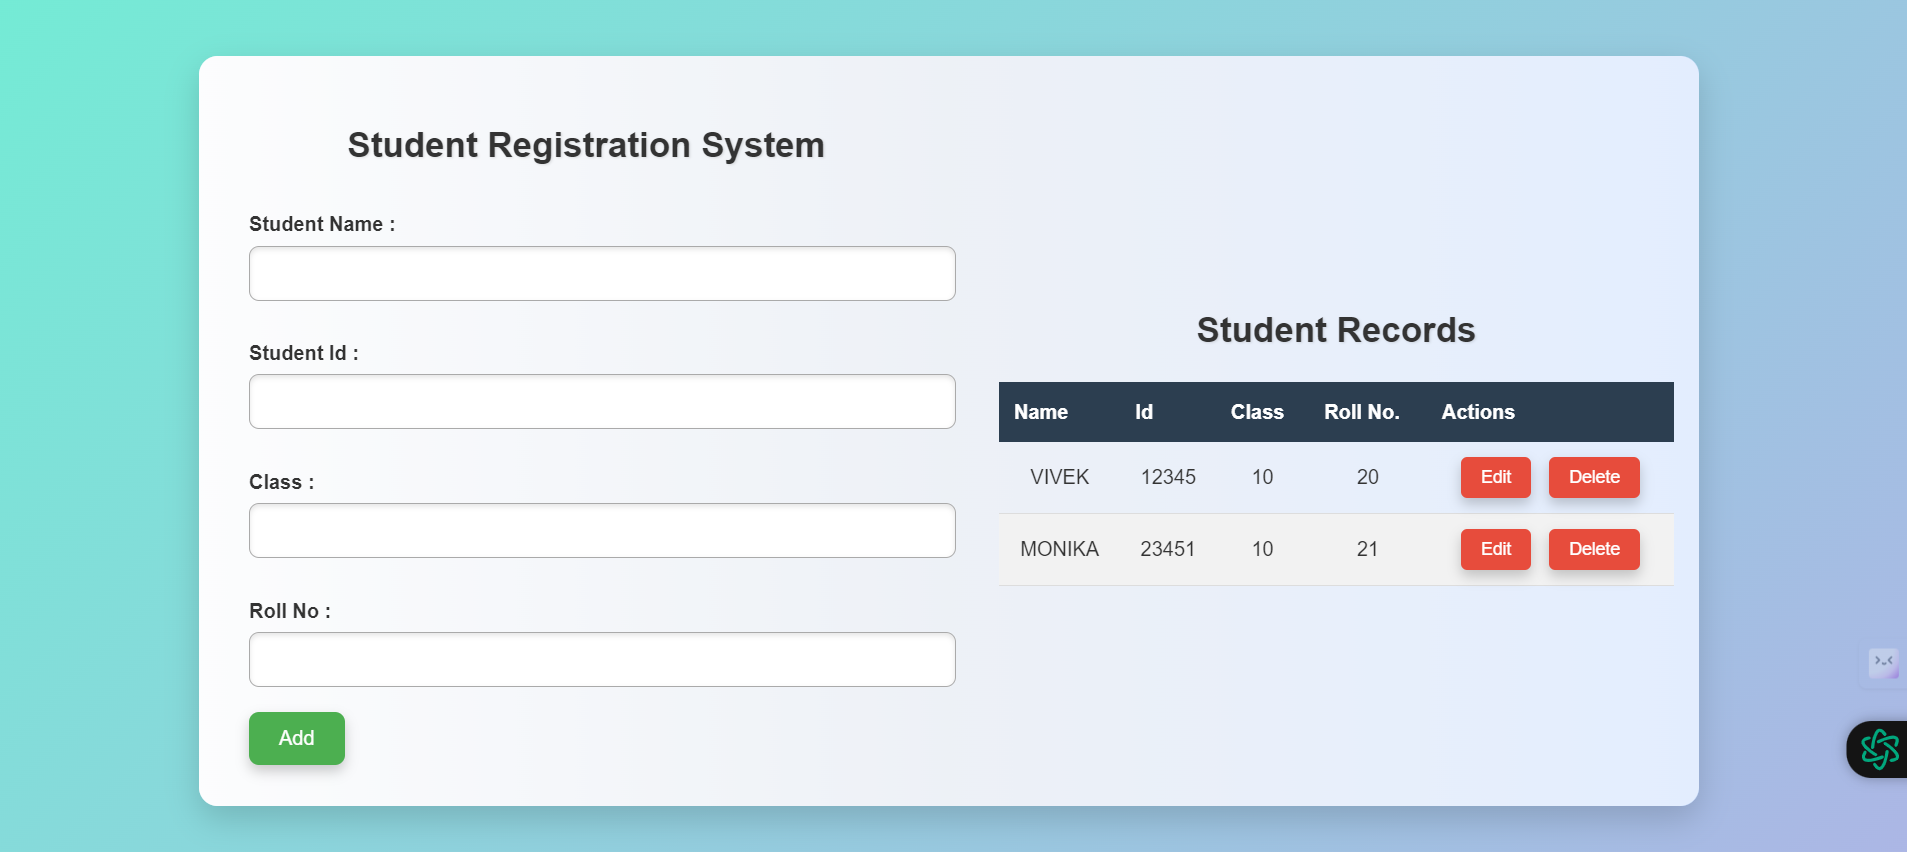 Student Registration System
Student Name :
Student Id :
Class :
Roll No :
Add
Student Records
Name Id Class Roll No. Actions
VIVEK 12345 10 20 Edit Delete
MONIKA 23451 10 21 Edit Delete